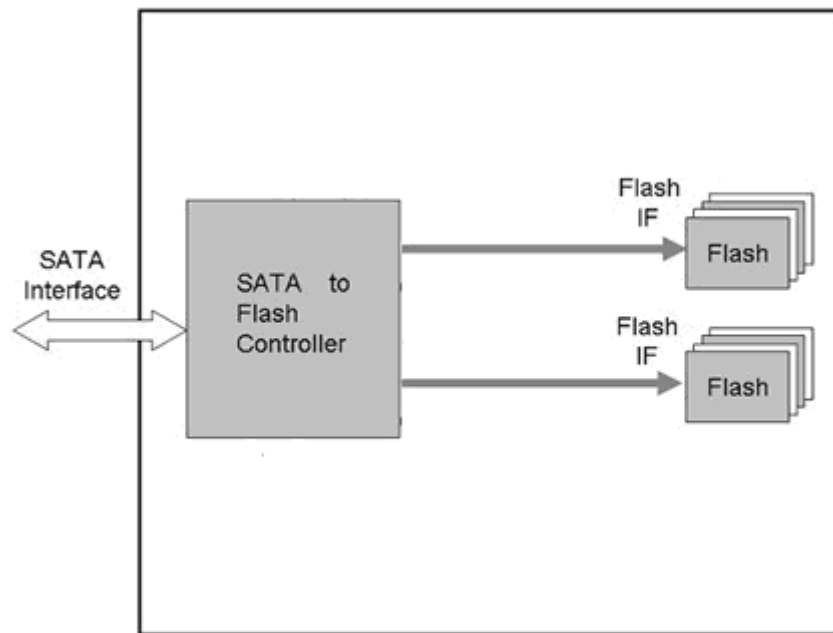 SATA
Interface
SATA to
Flash
Controller
Flash
IF
Flash
Flash
IF
Flash